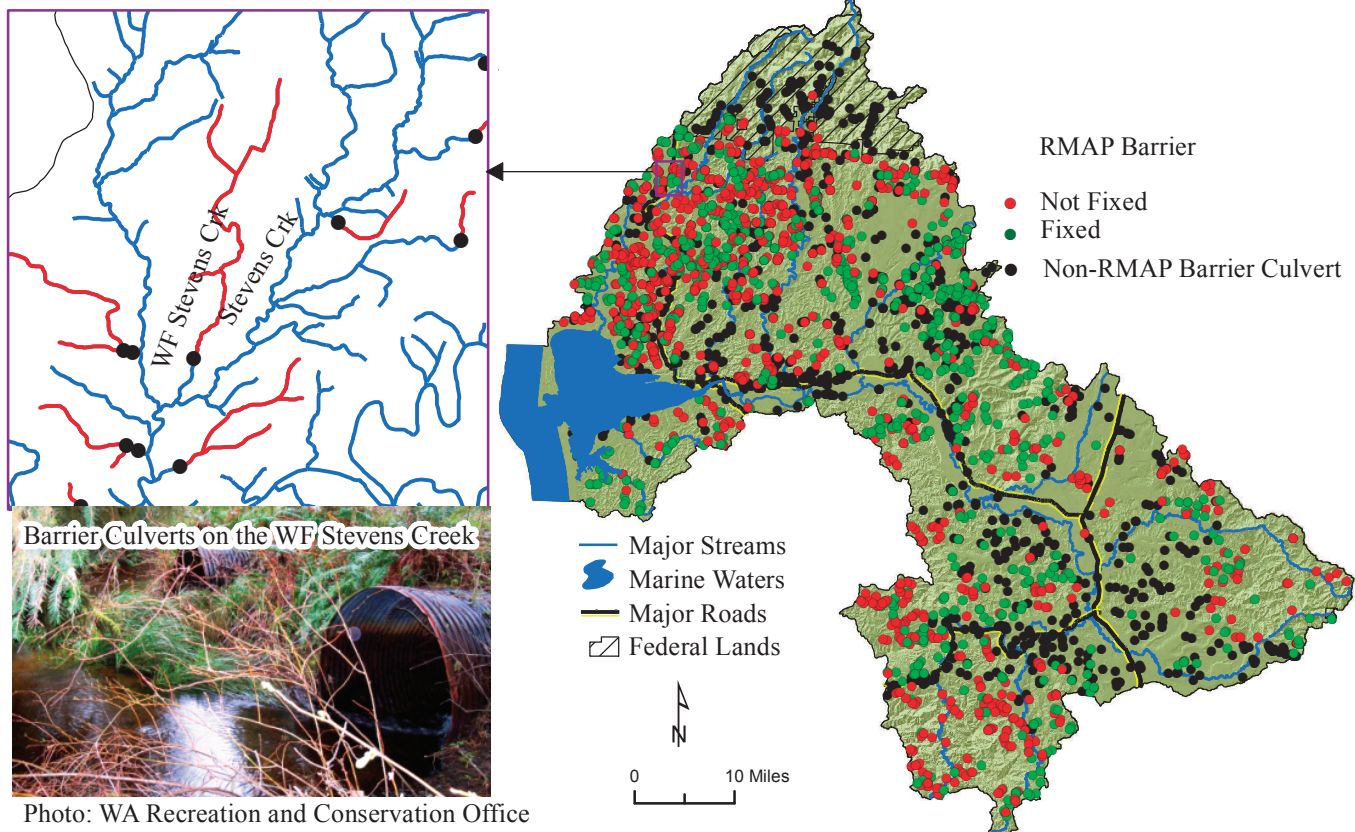 WF Stevens Crk
Stevens Crk
Barrier Culverts on the WF Stevens Creek
Photo: WA Recreation and Conservation Office
RMAP Barrier
Not Fixed
Fixed
Non-RMAP Barrier Culvert
Major Streams
Marine Waters
Major Roads
Federal Lands
N
0 10 Miles